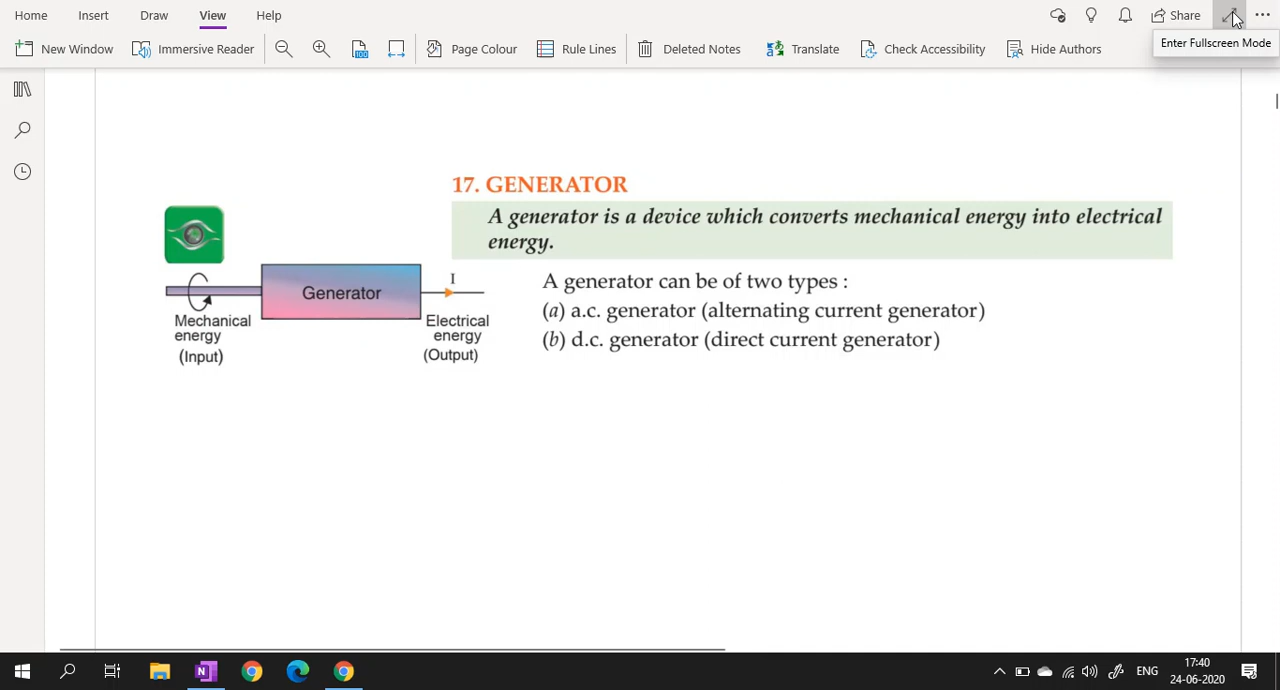 Home Insert Draw View Help
Share
Enter Fullscreen Mode
New Window Immersive Reader 100 Page Colour Rule Lines Deleted Notes Translate Check Accessibility Hide Authors
17. GENERATOR
A generator is a device which converts mechanical energy into electrical
energy.
Generator
I
Mechanical
energy
(Input)
Electrical
energy
(Output)
A generator can be of two types :
(a) a.c. generator (alternating current generator)
(b) d.c. generator (direct current generator)
ENG
17:40
24-06-2020